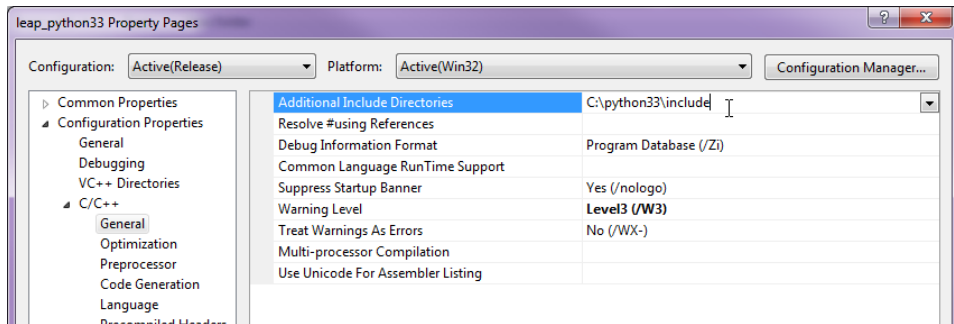 leap_python33 Property Pages
Configuration: Active(Release) Platform: Active(Win32) Configuration Manager...
Common Properties
Configuration Properties
General
Debugging
VC++ Directories
C/C++
General
Optimization
Preprocessor
Code Generation
Language
Precompiled Headers
Additional Include Directories C:\python33\include
Resolve #using References
Debug Information Format Program Database (/Zi)
Common Language RunTime Support
Suppress Startup Banner Yes (/nologo)
Warning Level Level3 (/W3)
Treat Warnings As Errors No (/WX-)
Multi-processor Compilation
Use Unicode For Assembler Listing